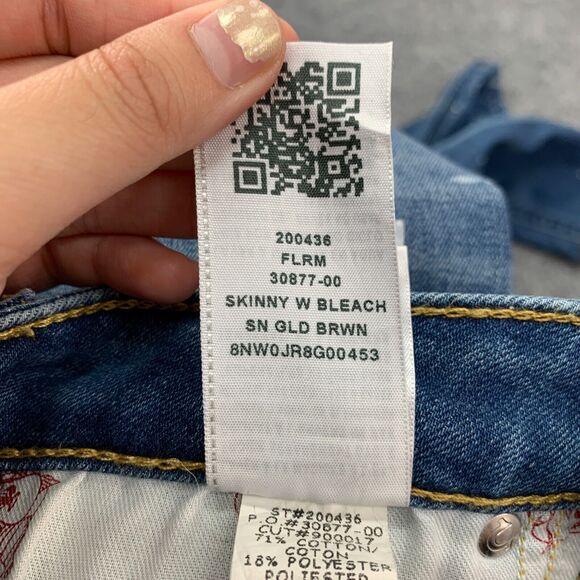 200436
FLRM
30877-00
SKINNY W BLEACH
SN GLD BRWN
8NW0JR8G00453
ST#200436
P.O.#30877-00
CUT#900017
71% COTTON/
COTON
18% POLYESTER
POLIESTER